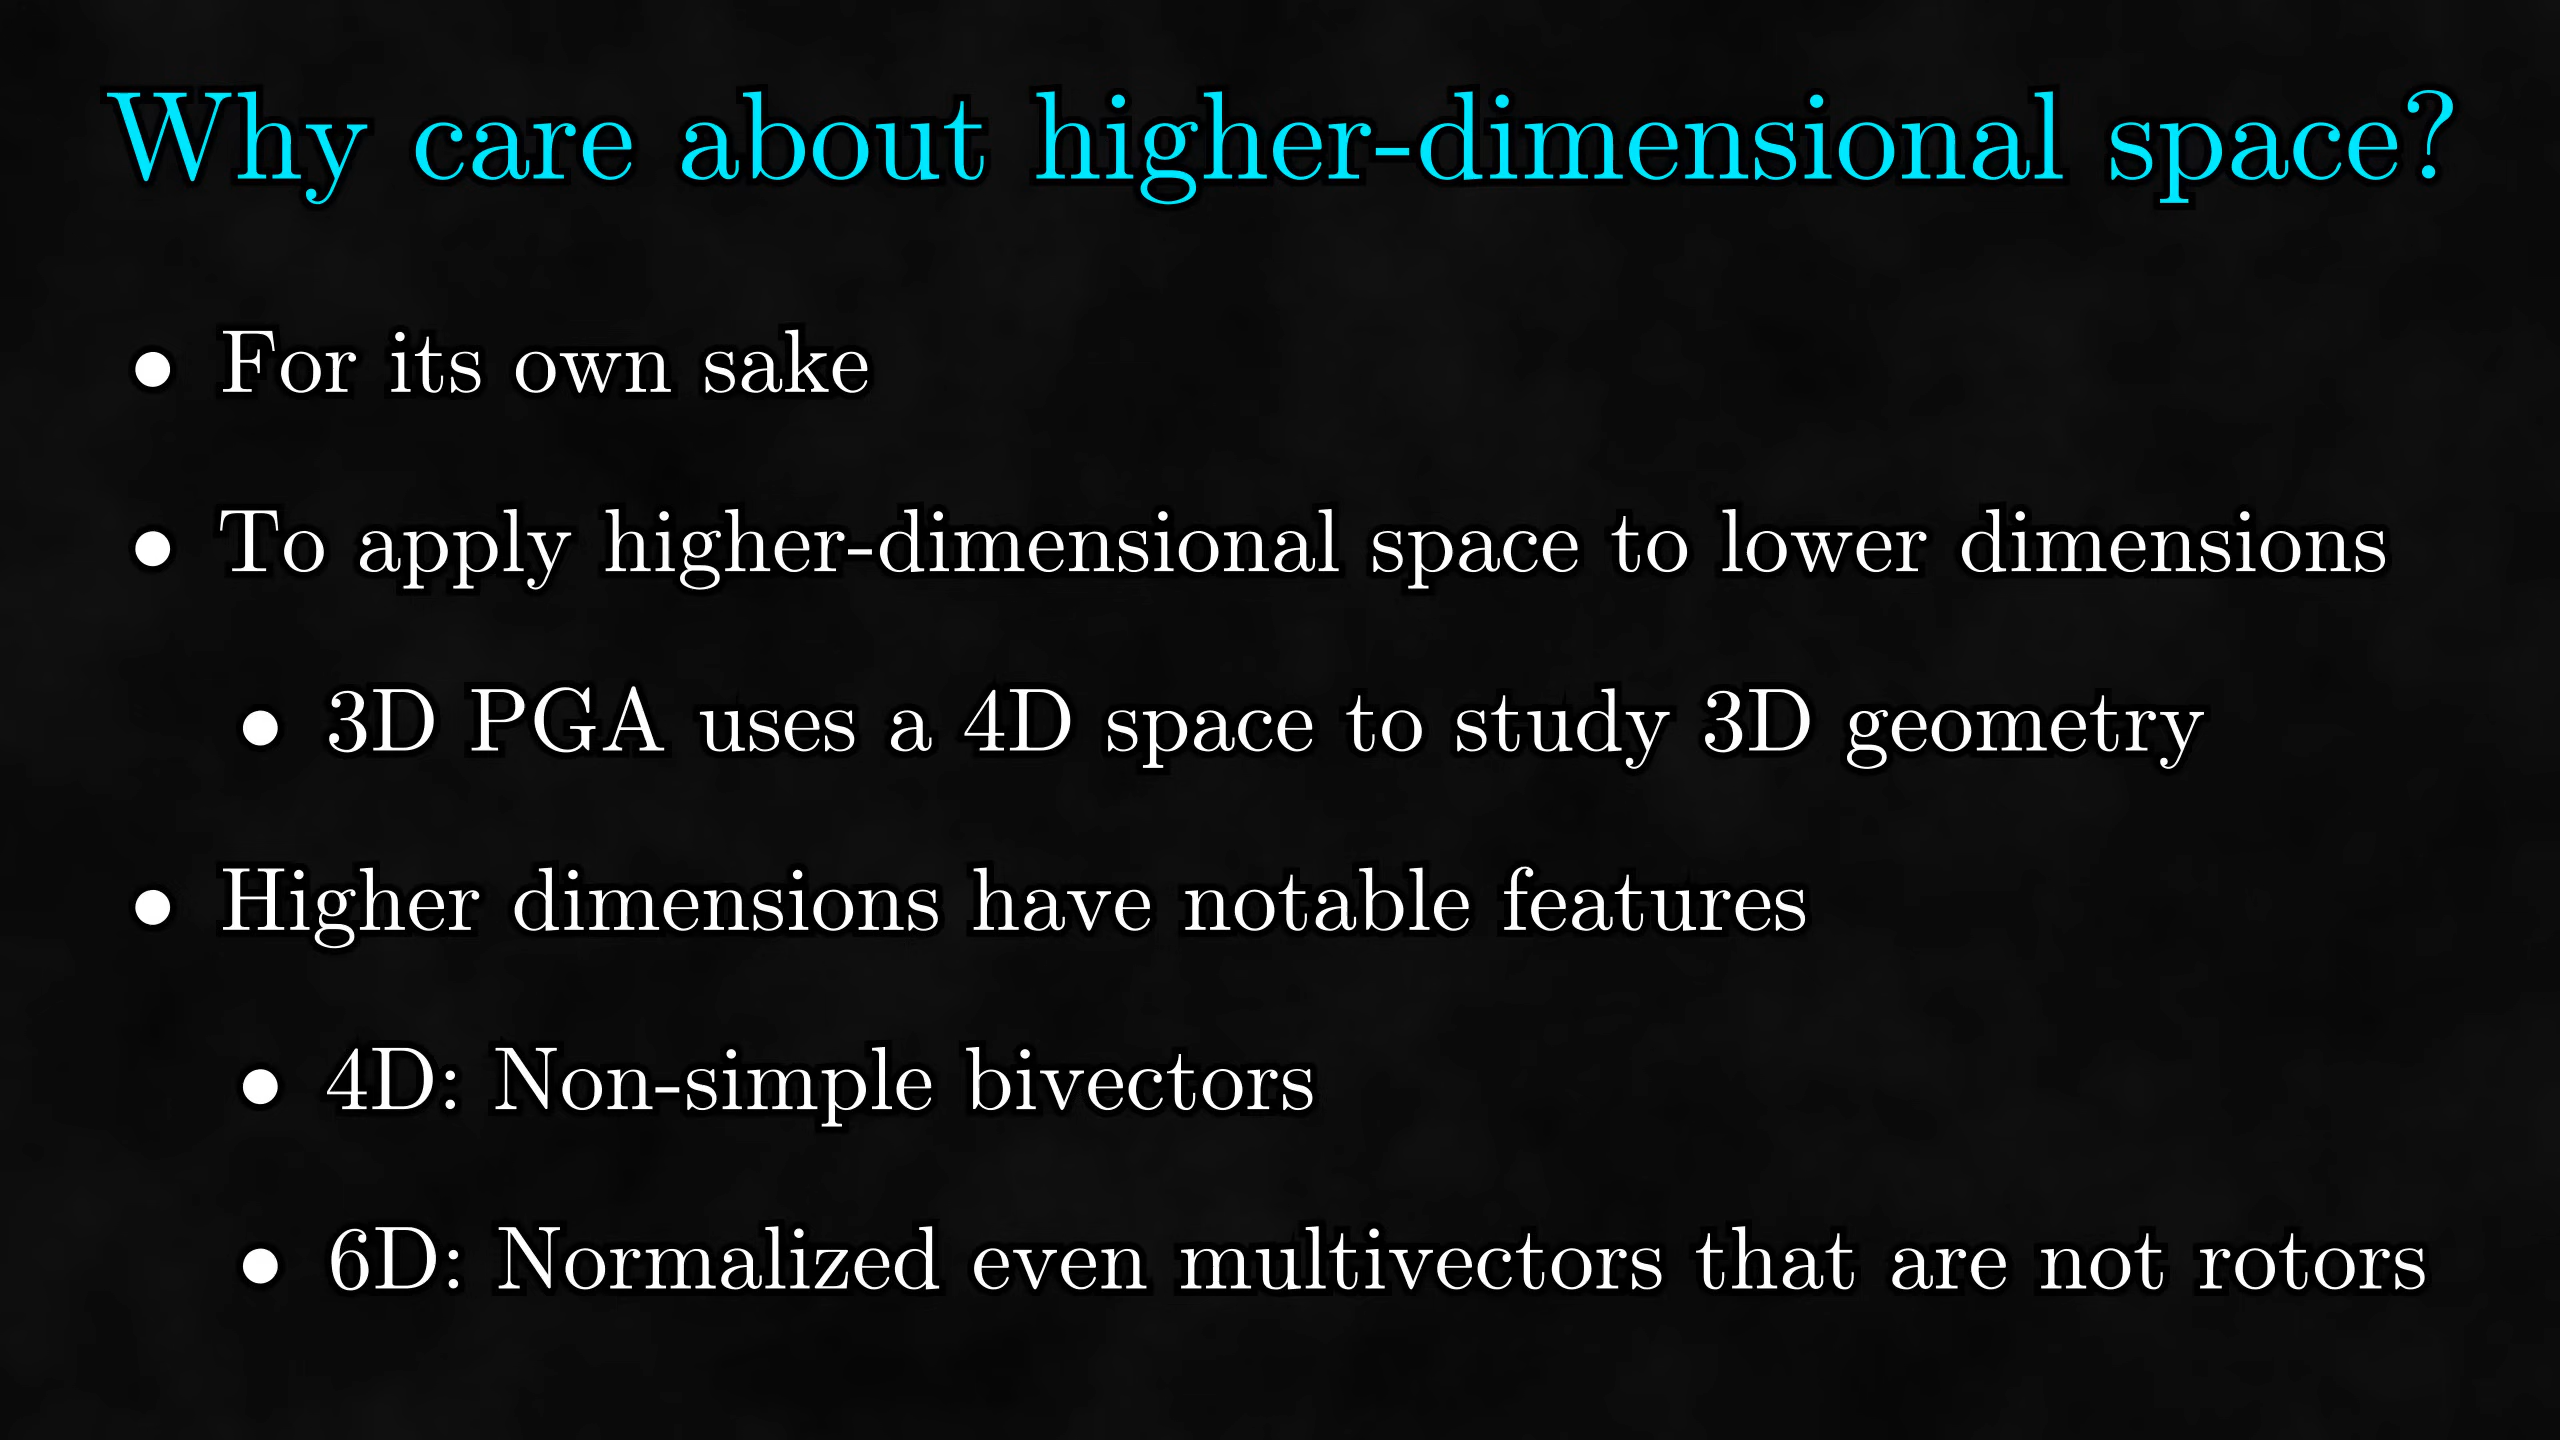 Why care about higher-dimensional space?
• For its own sake
• To apply higher-dimensional space to lower dimensions
• 3D PGA uses a 4D space to study 3D geometry
• Higher dimensions have notable features
• 4D: Non-simple bivectors
• 6D: Normalized even multivectors that are not rotors